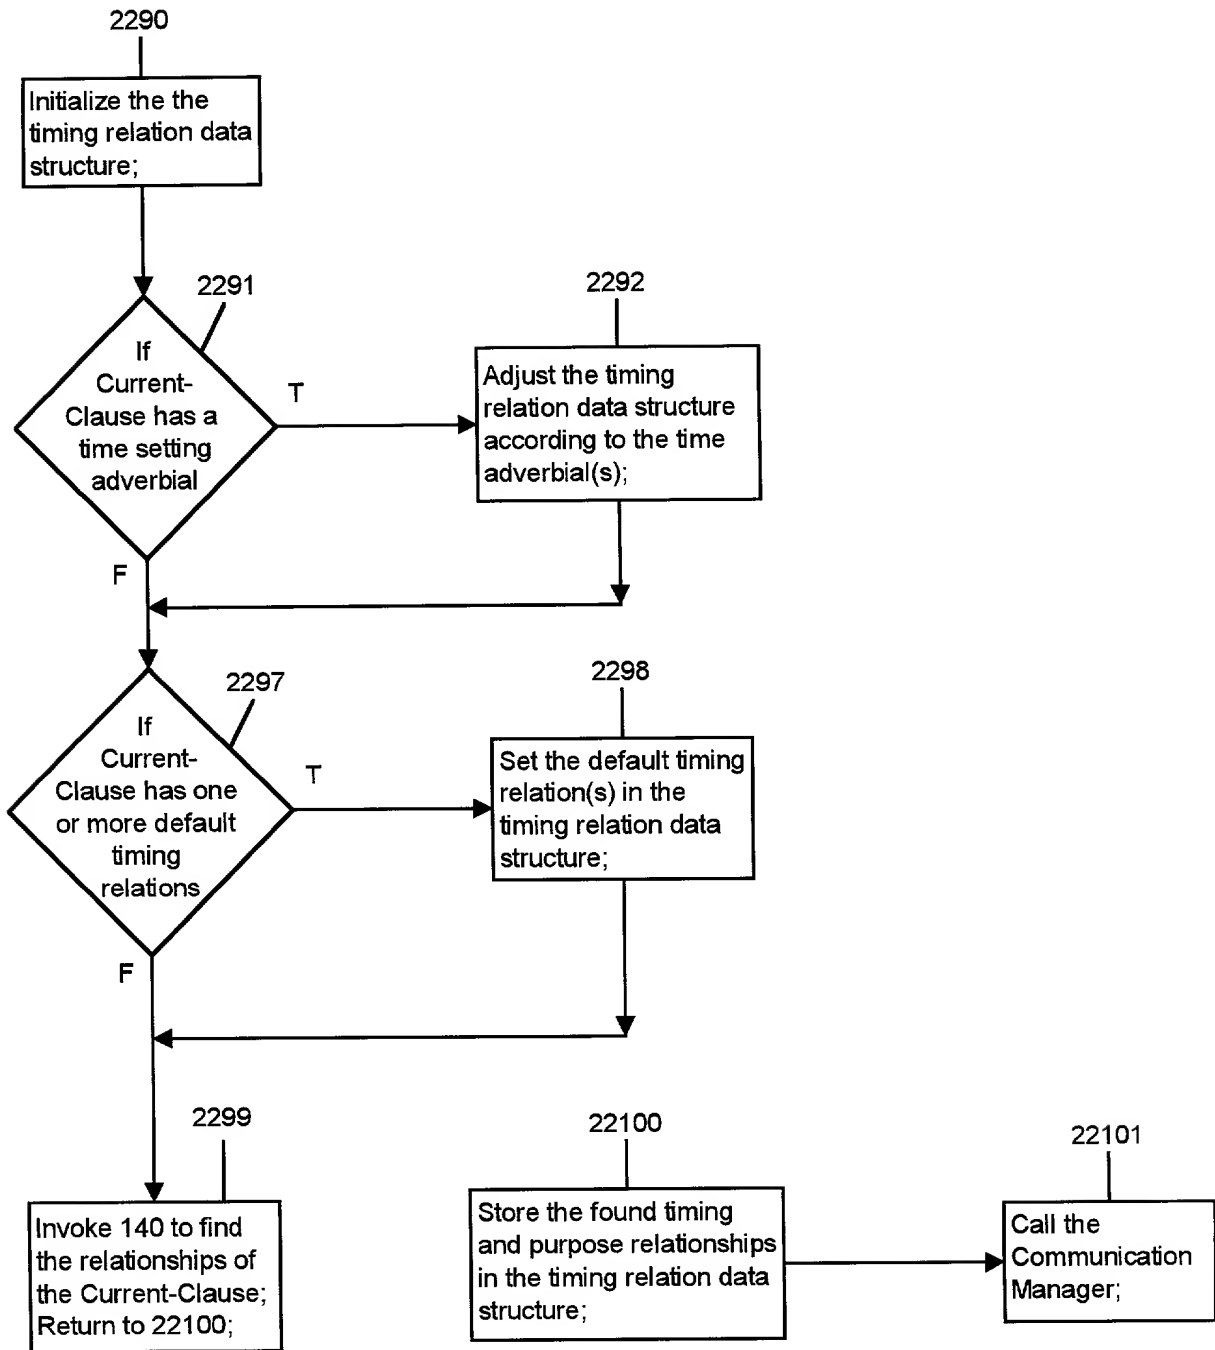 2290
Initialize the the
timing relation data
structure;
2291
If
Current-
Clause has a
time setting
adverbial
T
F
2292
Adjust the timing
relation data structure
according to the time
adverbial(s);
2297
If
Current-
Clause has one
or more default
timing
relations
T
F
2298
Set the default timing
relation(s) in the
timing relation data
structure;
2299
Invoke 140 to find
the relationships of
the Current-Clause;
Return to 22100;
22100
Store the found timing
and purpose relationships
in the timing relation data
structure;
22101
Call the
Communication
Manager;